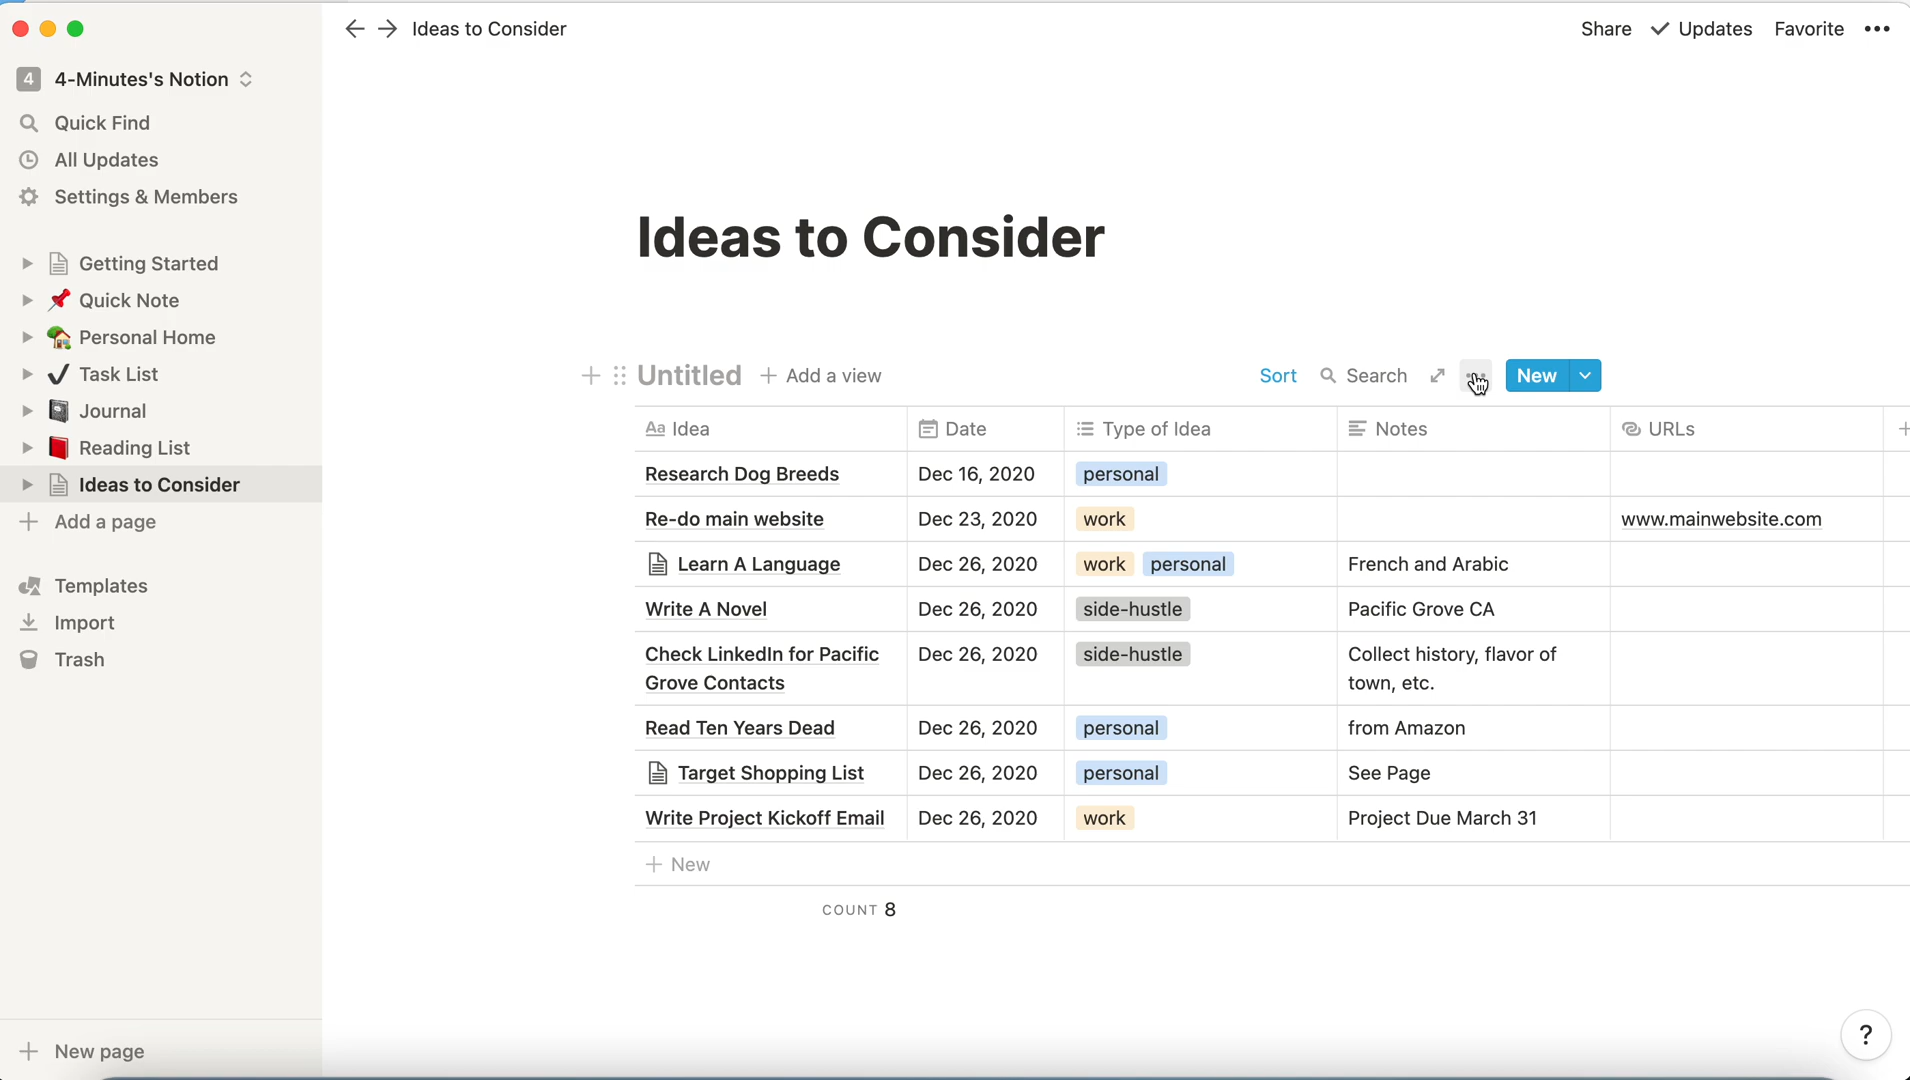 Ideas to Consider
Share Updates Favorite •••
4 4-Minutes's Notion
Quick Find
All Updates
Settings & Members
Getting Started
Quick Note
Personal Home
Task List
Journal
Reading List
Ideas to Consider
+ Add a page
Templates
Import
Trash
+ New page
Ideas to Consider
Untitled + Add a view
Sort Search New
Aa Idea Date Type of Idea Notes URLs +
Research Dog Breeds Dec 16, 2020 personal
Re-do main website Dec 23, 2020 work www.mainwebsite.com
Learn A Language Dec 26, 2020 work personal French and Arabic
Write A Novel Dec 26, 2020 side-hustle Pacific Grove CA
Check LinkedIn for Pacific Dec 26, 2020 side-hustle Collect history, flavor of
Grove Contacts town, etc.
Read Ten Years Dead Dec 26, 2020 personal from Amazon
Target Shopping List Dec 26, 2020 personal See Page
Write Project Kickoff Email Dec 26, 2020 work Project Due March 31
+ New
COUNT 8
?